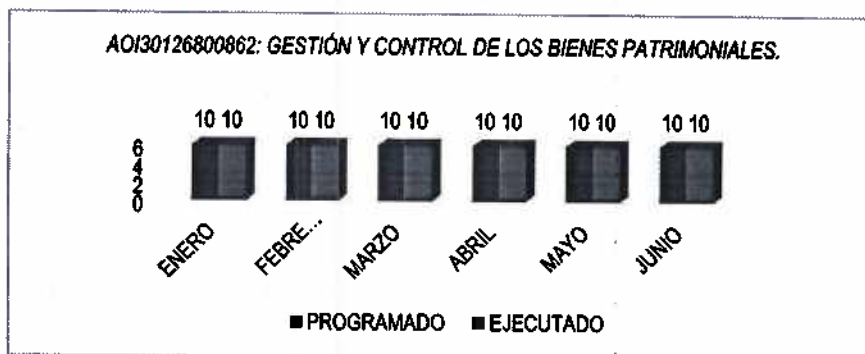 AOI30126800862: GESTIÓN Y CONTROL DE LOS BIENES PATRIMONIALES.
10 10 10 10 10 10 10 10 10 10 10 10
6
4
2
0
ENERO FEBRE... MARZO ABRIL MAYO JUNIO
■ PROGRAMADO ■ EJECUTADO